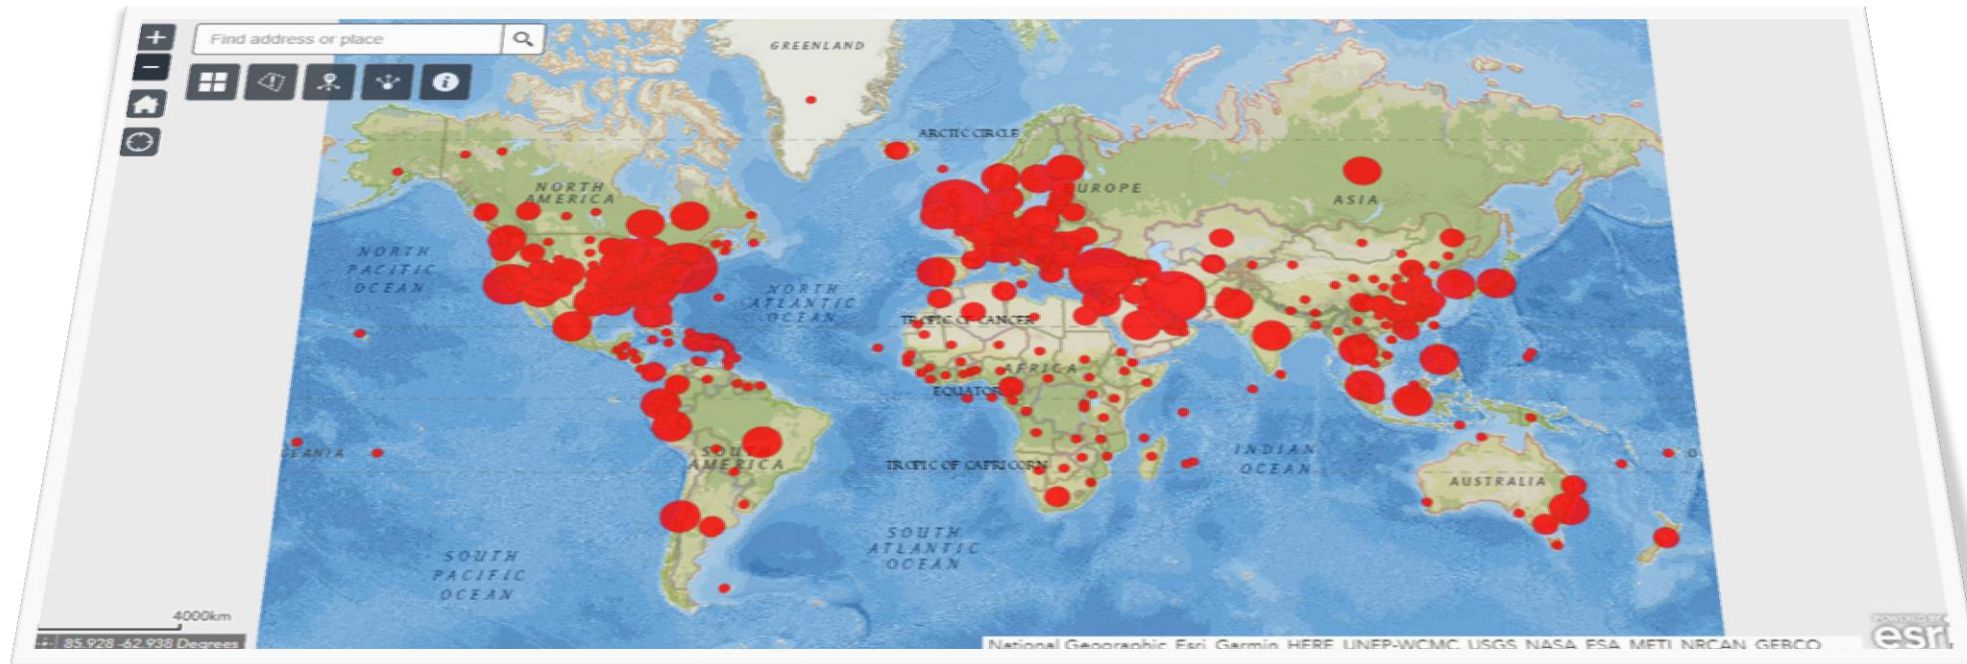 Find address or place
GREENLAND
ARCTIC CIRCLE
NORTH
AMERICA
EUROPE
ASIA
NORTH
PACIFIC
OCEAN
NORTH
ATLANTIC
OCEAN
TROPIC OF CANCER
AFRICA
EQUATOR
SOUTH
AMERICA
TROPIC OF CAPRICORN
INDIAN
OCEAN
AUSTRALIA
SOUTH
ATLANTIC
OCEAN
SOUTH
PACIFIC
OCEAN
4000km
85.928 -62.938 Degrees
National Geographic, Esri, Garmin, HERE, UNEP-WCMC, USGS, NASA, ESA, METI, NRCAN, GEBCO
POWERED BY
esri